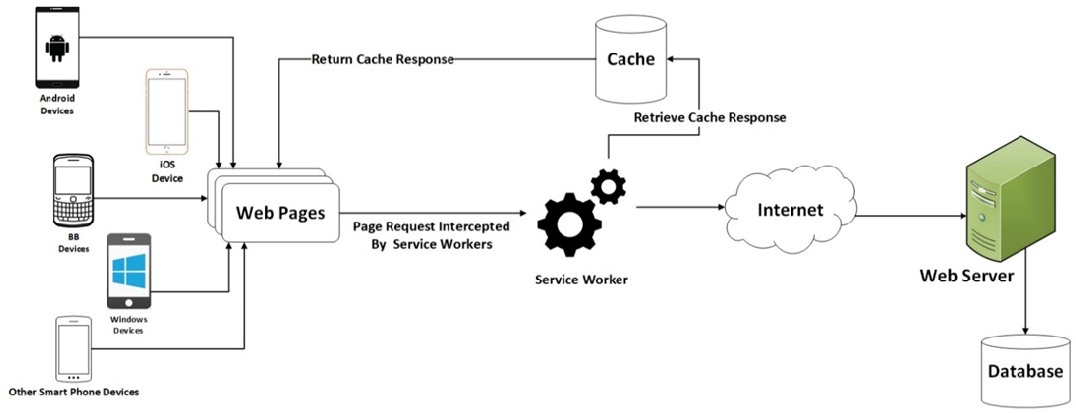 Android
Devices
iOS
Device
BB
Devices
Windows
Devices
Other Smart Phone Devices
Web Pages
Return Cache Response
Cache
Retrieve Cache Response
Page Request Intercepted
By Service Workers
Service Worker
Internet
Web Server
Database